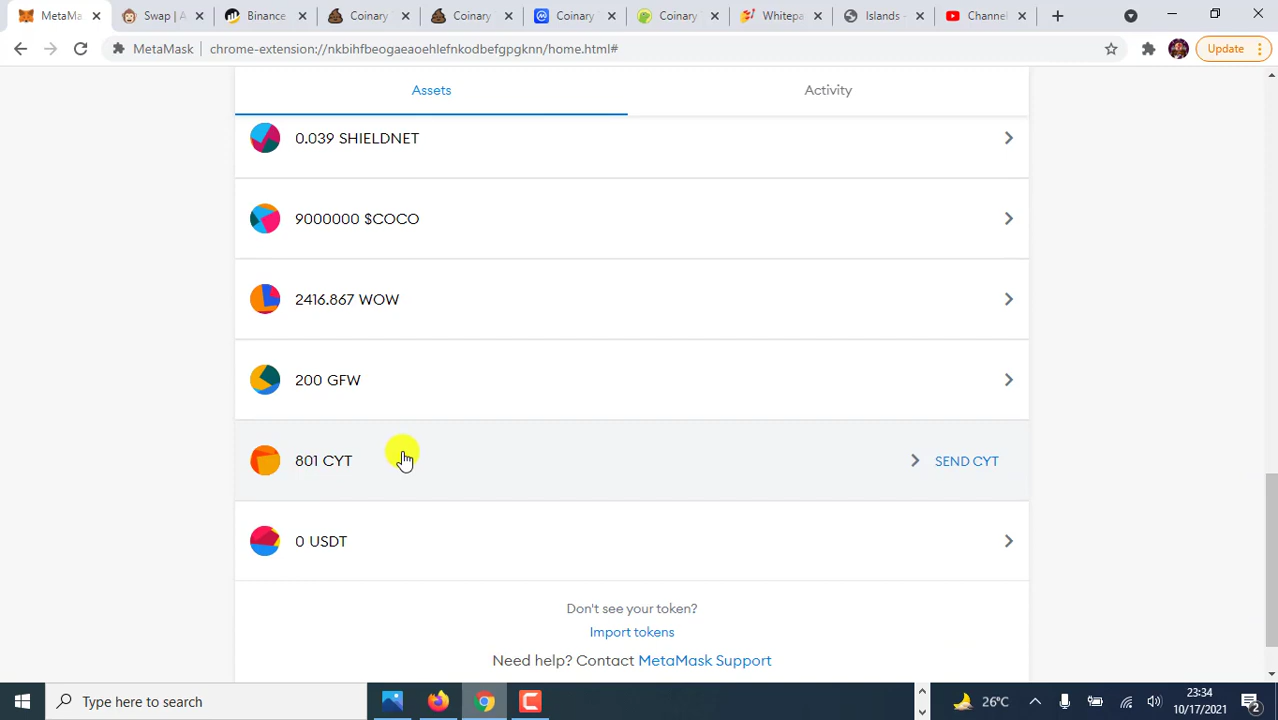 MetaMa
Swap | A
Binance
Coinary
Coinary
Coinary
Coinary
Whitepa
Islands -
Channel
MetaMask
chrome-extension://nkbihfbeogaeaoehlefnkodbefgpgknn/home.html#
Update
Assets
Activity
0.039 SHIELDNET
9000000 $COCO
2416.867 WOW
200 GFW
801 CYT
SEND CYT
0 USDT
Don't see your token?
Import tokens
Need help? Contact MetaMask Support
Type here to search
26°C
23:34
10/17/2021
2